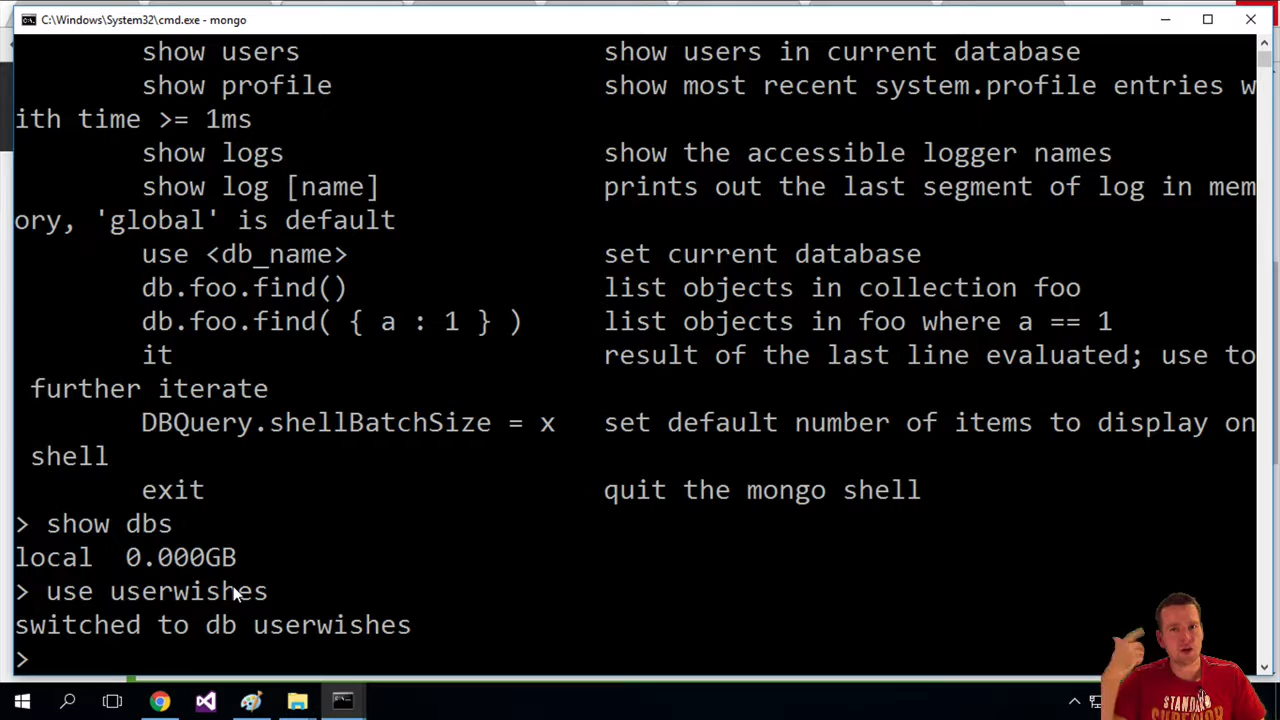 C:\Windows\System32\cmd.exe - mongo
show users show users in current database
show profile show most recent system.profile entries w
ith time >= 1ms
show logs show the accessible logger names
show log [name] prints out the last segment of log in mem
ory, 'global' is default
use <db_name> set current database
db.foo.find() list objects in collection foo
db.foo.find( { a : 1 } ) list objects in foo where a == 1
it result of the last line evaluated; use to
further iterate
DBQuery.shellBatchSize = x set default number of items to display on
shell
exit quit the mongo shell
> show dbs
local 0.000GB
> use userwishes
switched to db userwishes
>
STANDARD
SUPERIOR